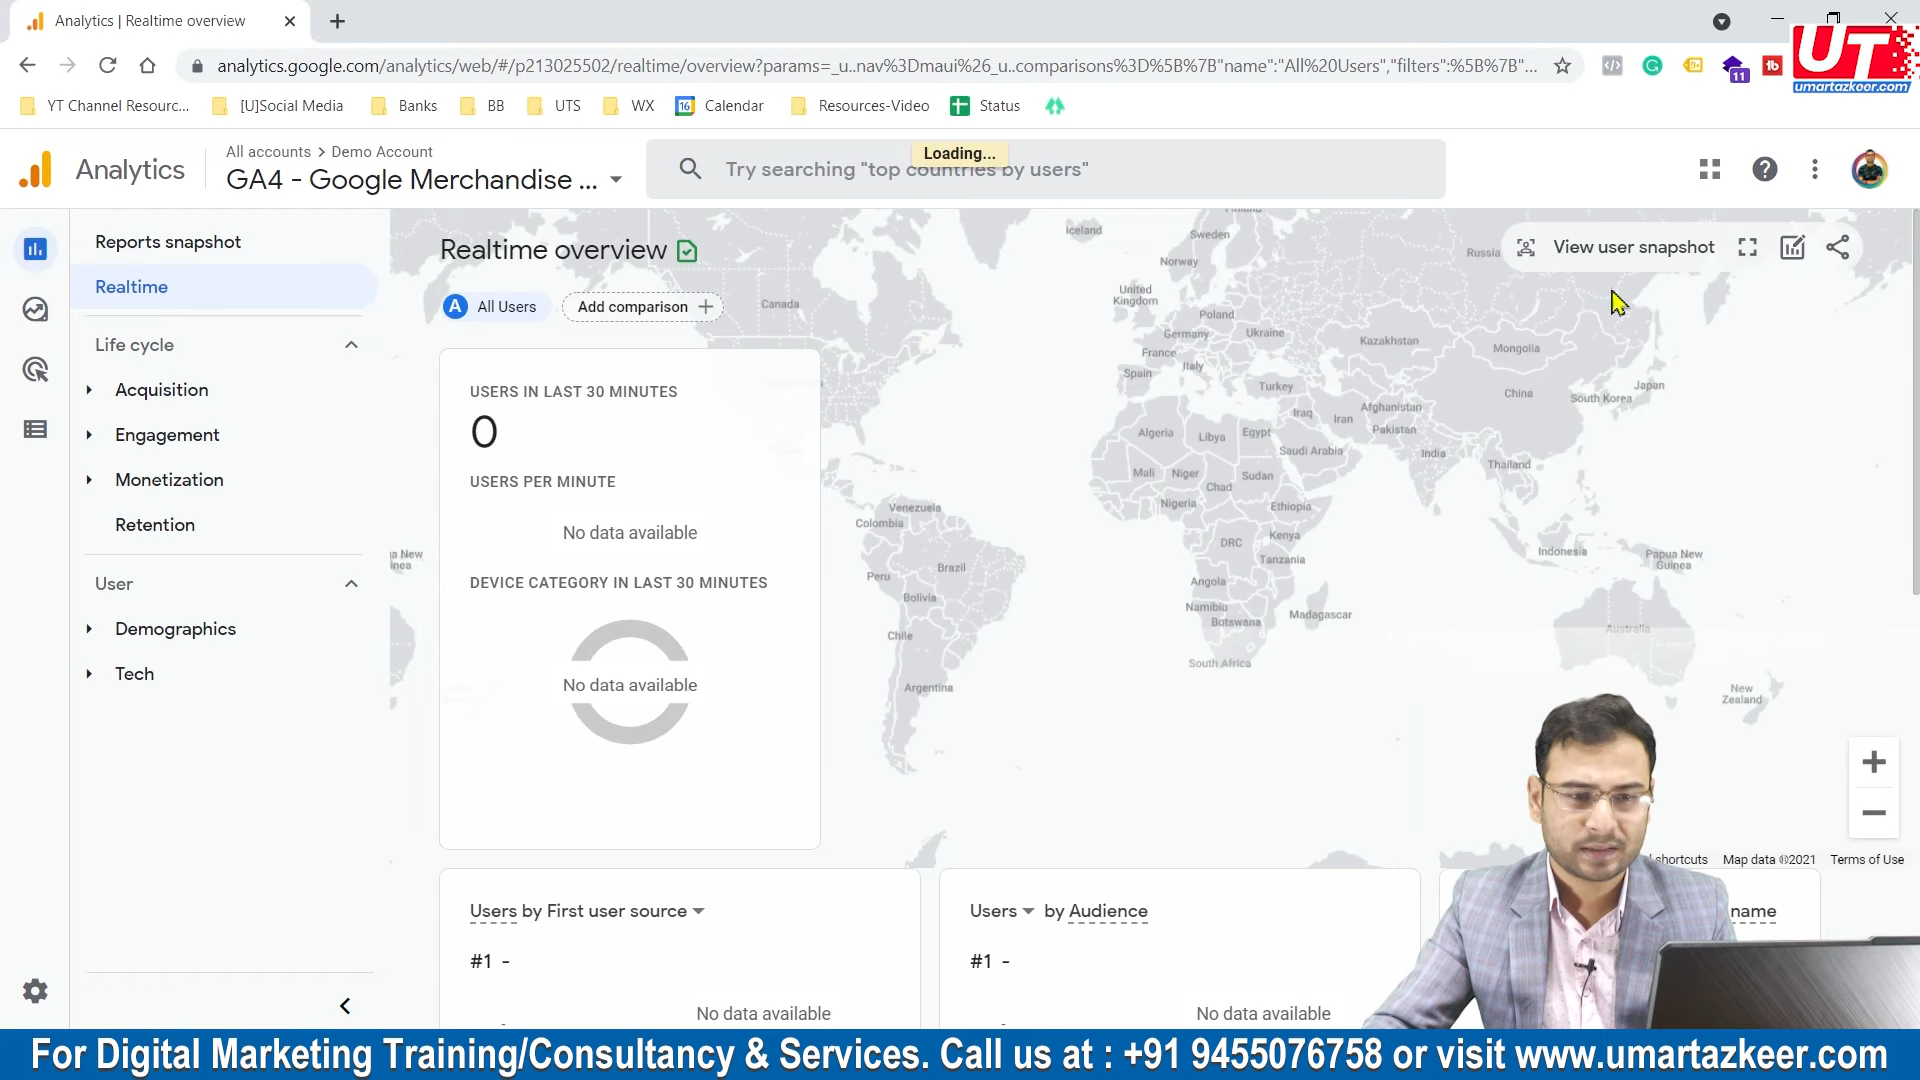 Analytics | Realtime overview
analytics.google.com/analytics/web/#/p213025502/realtime/overview?params=_u..nav%3Dmaui%26_u..comparisons%3D%5B%7B"name":"All%20Users","filters":%5B%7B"...
11
UT
umartazkeer.com
YT Channel Resourc...
[U]Social Media
Banks
BB
UTS
WX
16
Calendar
Resources-Video
Status
Analytics
All accounts > Demo Account
GA4 - Google Merchandise ...
Loading...
Try searching "top countries by users"
Reports snapshot
Realtime
Life cycle
Acquisition
Engagement
Monetization
Retention
User
Demographics
Tech
Realtime overview
A All Users
Add comparison +
View user snapshot
USERS IN LAST 30 MINUTES
0
USERS PER MINUTE
No data available
DEVICE CATEGORY IN LAST 30 MINUTES
No data available
Iceland
Finland
Sweden
Norway
Russia
United
Kingdom
Poland
Germany
Ukraine
France
Italy
Spain
Turkey
Kazakhstan
Mongolia
China
Japan
South Korea
Iraq
Iran
Afghanistan
Pakistan
Algeria
Libya
Egypt
Saudi Arabia
India
Thailand
Mali
Niger
Chad
Sudan
Nigeria
Ethiopia
DRC
Kenya
Tanzania
Angola
Namibia
Botswana
Madagascar
South Africa
Indonesia
Papua New
Guinea
Australia
New
Zealand
Canada
Venezuela
Colombia
Peru
Brazil
Bolivia
Chile
Argentina
a New
inea
shortcuts
Map data ©2021
Terms of Use
Users by First user source
#1 -
No data available
Users by Audience
#1 -
No data available
name
For Digital Marketing Training/Consultancy & Services. Call us at : +91 9455076758 or visit www.umartazkeer.com